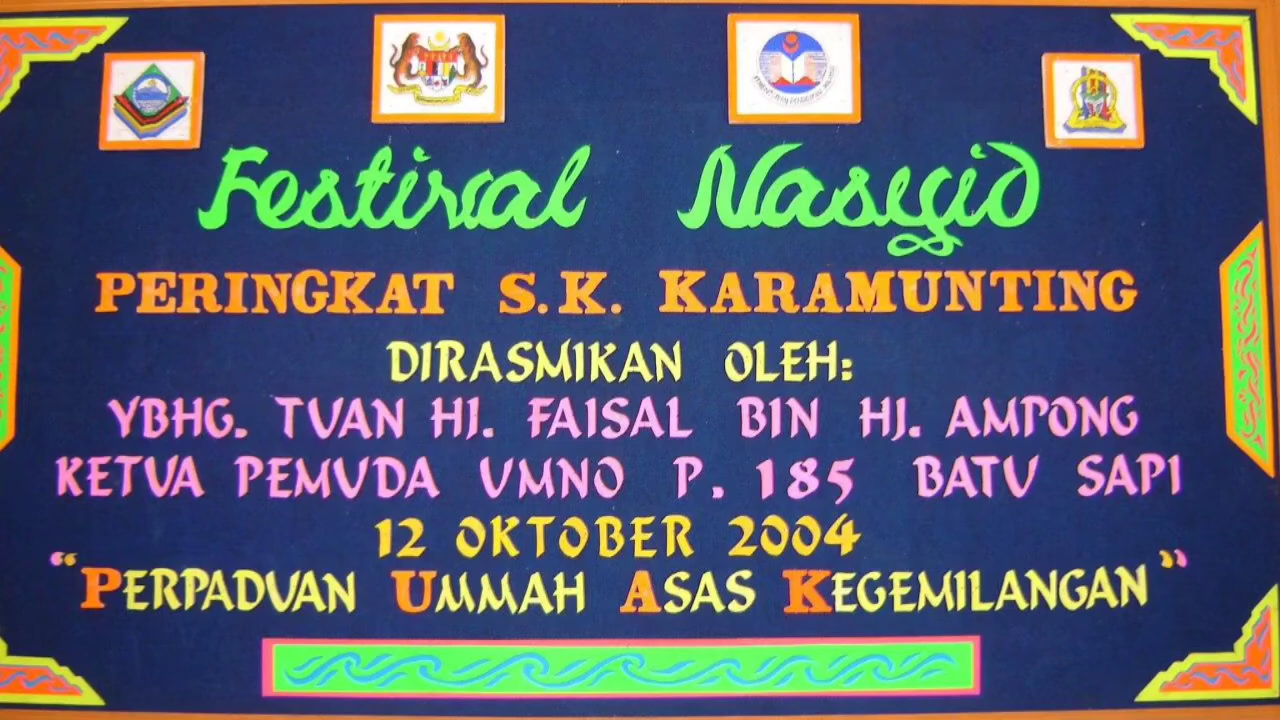 Festival Nasyid
PERINGKAT S.K. KARAMUNTING
DIRASMIKAN OLEH:
YBHG. TUAN HJ. FAISAL BIN HJ. AMPONG
KETUA PEMUDA UMNO P. 185 BATU SAPI
12 OKTOBER 2004
“PERPADUAN UMMAH ASAS KEGEMILANGAN”